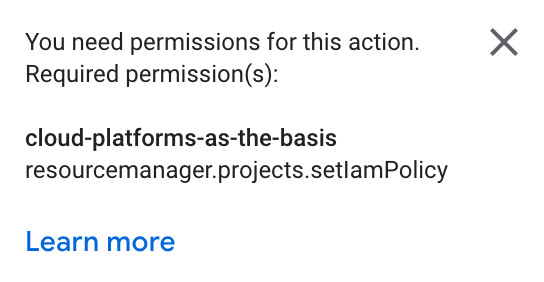 You need permissions for this action.
Required permission(s):
cloud-platforms-as-the-basis
resourcemanager.projects.setIamPolicy
Learn more